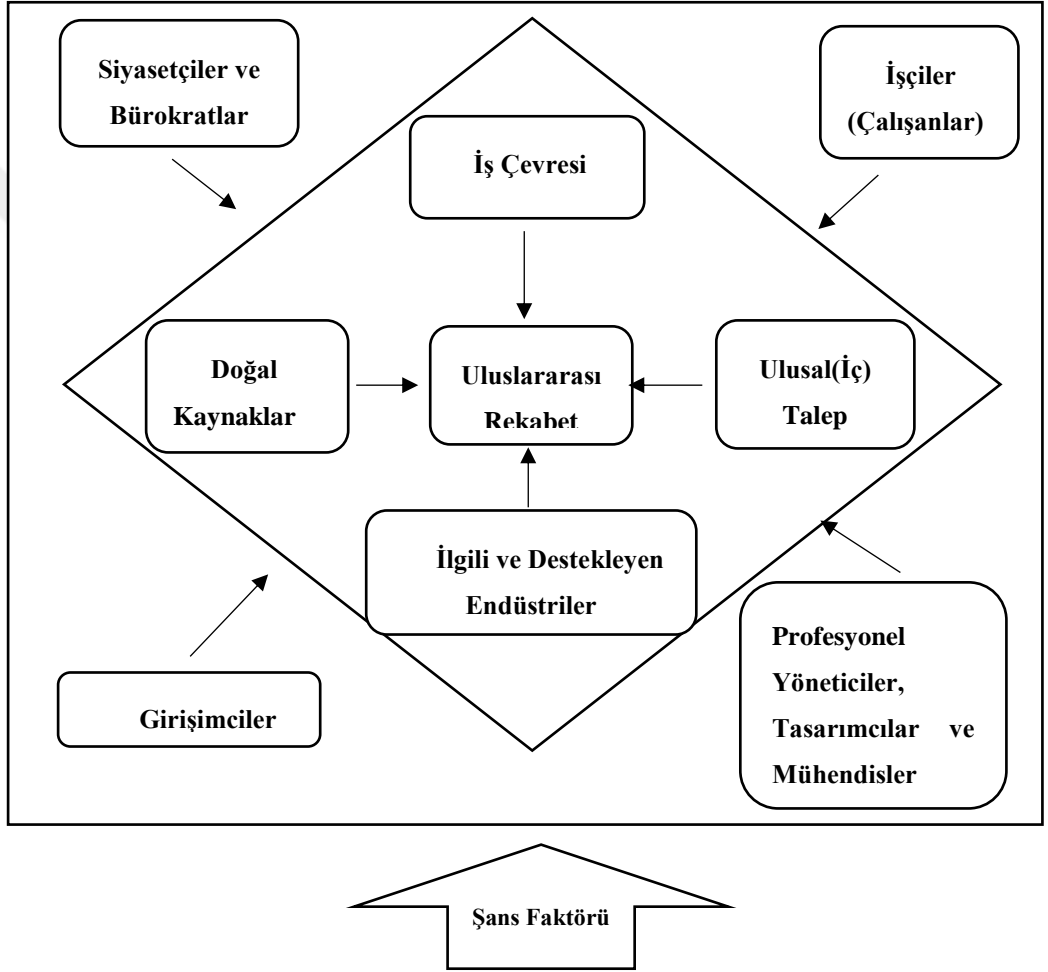 Siyasetçiler ve
Bürokratlar
İşçiler
(Çalışanlar)
İş Çevresi
Doğal
Kaynaklar
Uluslararası
Rekabet
Ulusal(İç)
Talep
İlgili ve Destekleyen
Endüstriler
Girişimciler
Profesyonel
Yöneticiler,
Tasarımcılar ve
Mühendisler
Şans Faktörü